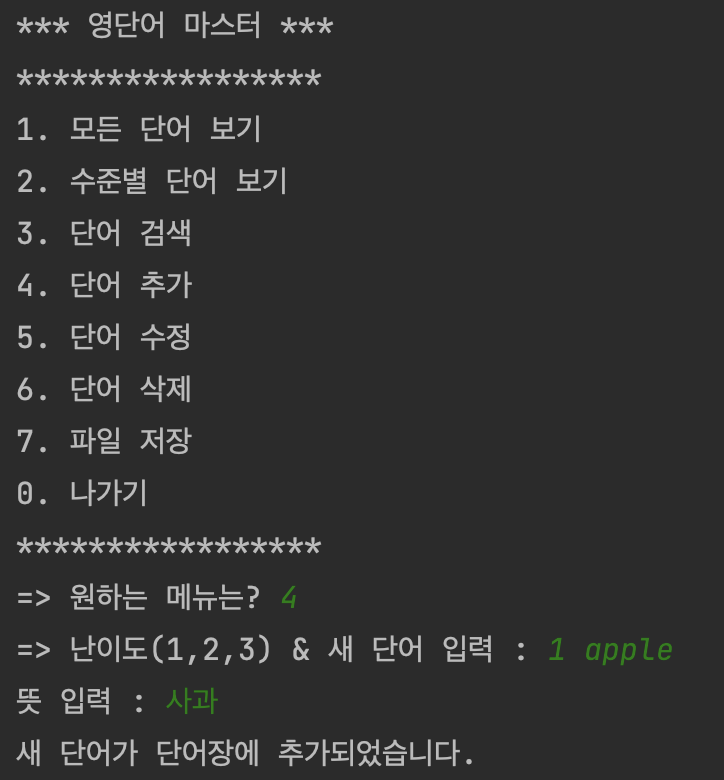 *** 영단어 마스터 ***
*****************
1. 모든 단어 보기
2. 수준별 단어 보기
3. 단어 검색
4. 단어 추가
5. 단어 수정
6. 단어 삭제
7. 파일 저장
0. 나가기
*****************
=> 원하는 메뉴는? 4
=> 난이도(1,2,3) & 새 단어 입력 : 1 apple
뜻 입력 : 사과
새 단어가 단어장에 추가되었습니다.